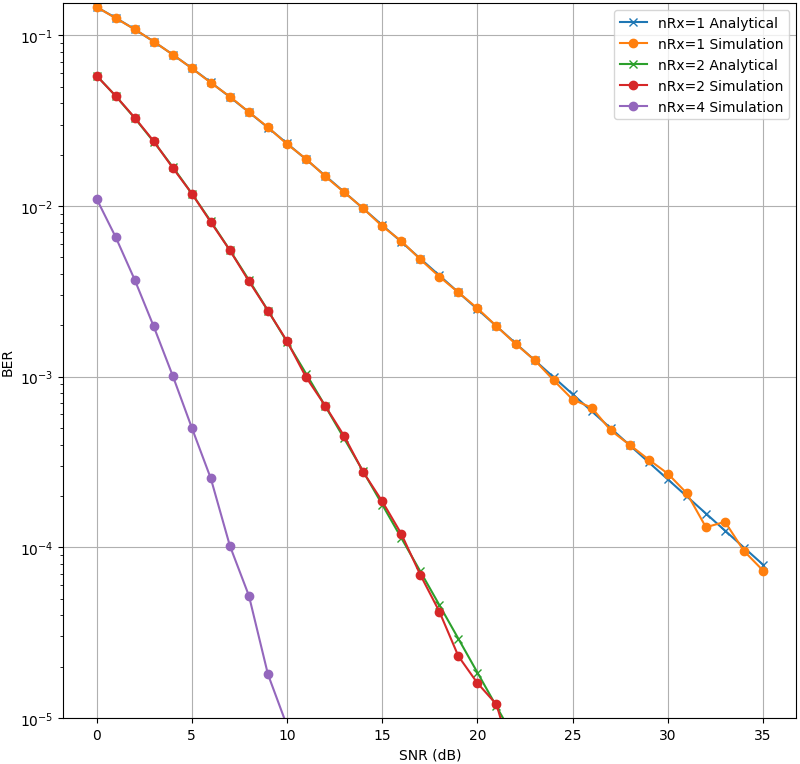 nRx=1 Analytical
nRx=1 Simulation
nRx=2 Analytical
nRx=2 Simulation
nRx=4 Simulation
BER
10⁻¹
10⁻²
10⁻³
10⁻⁴
10⁻⁵
0 5 10 15 20 25 30 35
SNR (dB)